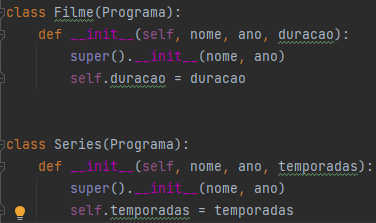 class Filme(Programa):
    def __init__(self, nome, ano, duracao):
        super().__init__(nome, ano)
        self.duracao = duracao
class Series(Programa):
    def __init__(self, nome, ano, temporadas):
        super().__init__(nome, ano)
        self.temporadas = temporadas